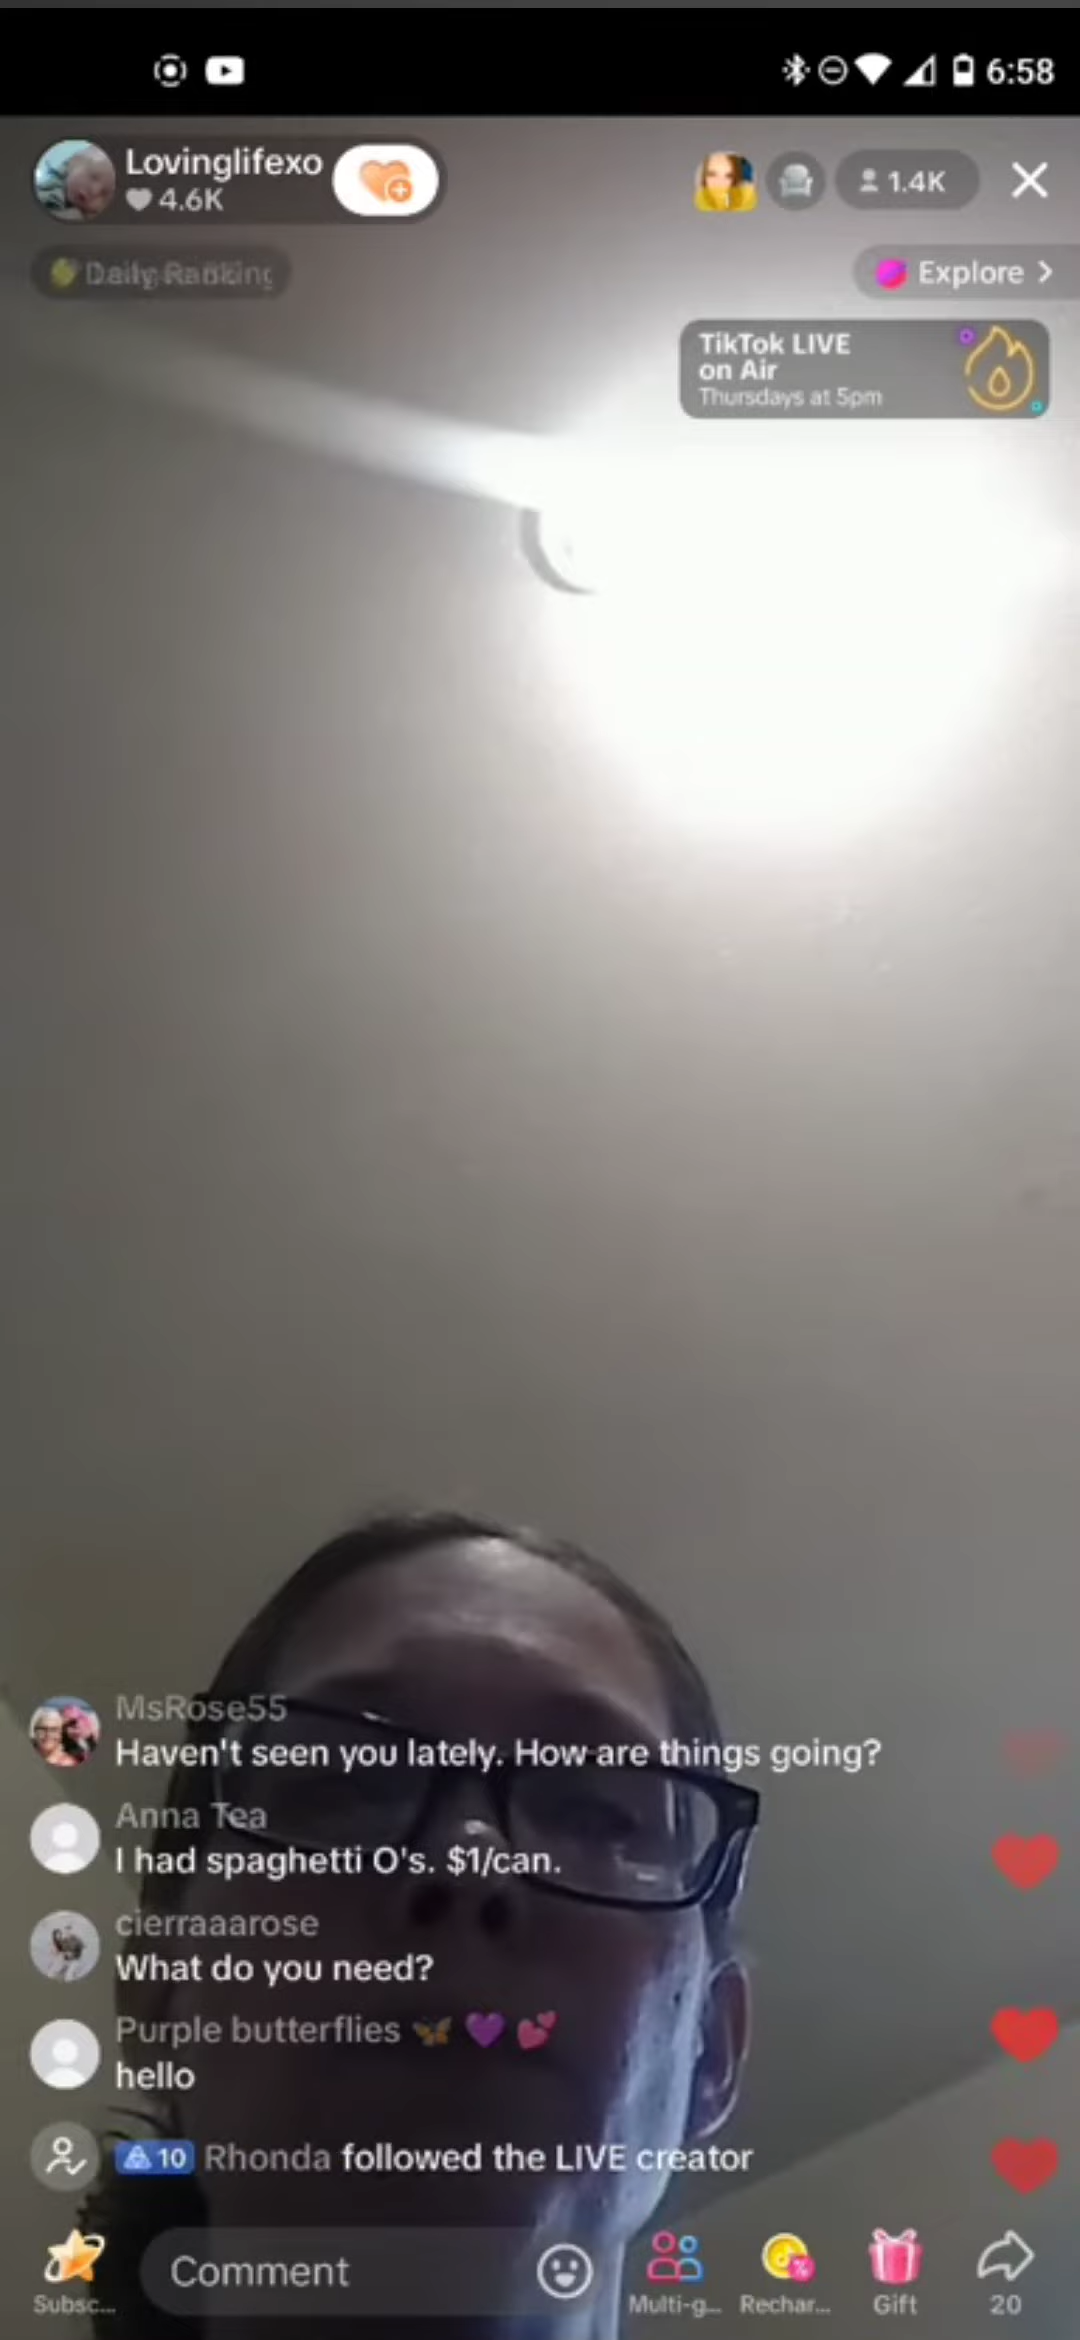 6:58
Lovinglifexo
4.6K
1.4K
Daily Ranking
Explore >
TikTok LIVE
on Air
Thursdays at 5pm
MsRose55
Haven't seen you lately. How are things going?
Anna Tea
I had spaghetti O's. $1/can.
cierraaarose
What do you need?
Purple butterflies 🦋 💜 💕
hello
10 Rhonda followed the LIVE creator
Comment
Subsc...
Multi-g...
Rechar...
Gift
20